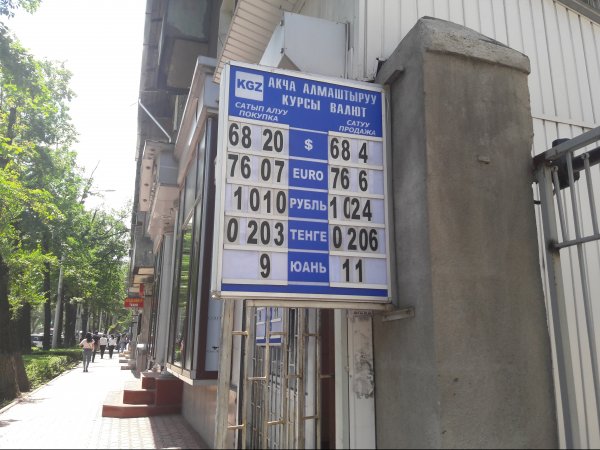 KGZ
АКЧА АЛМАШТЫРУУ
КУРСЫ ВАЛЮТ
САТЫП АЛУУ
ПОКУПКА
САТУУ
ПРОДАЖА
68 20 $ 68 4
76 07 EURO 76 6
1 010 РУБЛЬ 1 024
0 203 ТЕНГЕ 0 206
9 ЮАНЬ 11